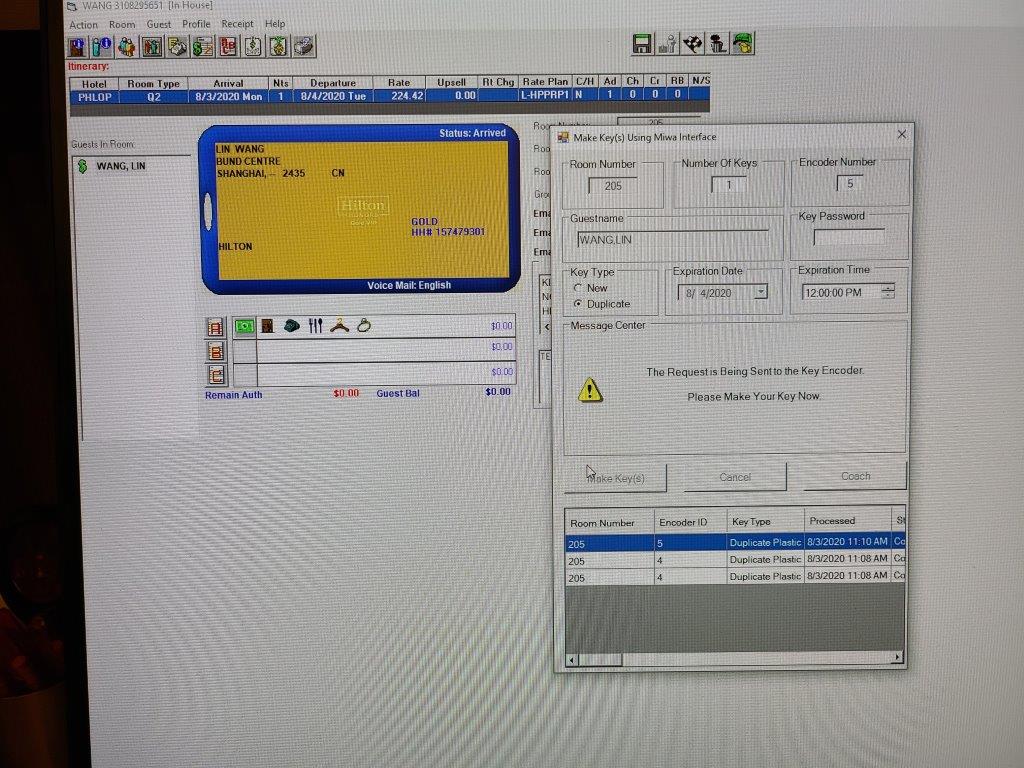 WANG 3108295651 [In House]
Action Room Guest Profile Receipt Help
Itinerary:
Hotel Room Type Arrival Nts Departure Rate Upsell Rt Chg Rate Plan C/H Ad Ch Cr RB N/S
PHLOP Q2 8/3/2020 Mon 1 8/4/2020 Tue 224.42 0.00 L-HPPRP1 N 1 0 0 0
Guests In Room:
WANG, LIN
Status: Arrived
LIN WANG
BUND CENTRE
SHANGHAI, -- 2435 CN
Hilton
HONORS
GOLD
HH# 157479301
HILTON
Voice Mail: English
$0.00
$0.00
$0.00
Remain Auth $0.00 Guest Bal $0.00
205
Roo
Roo
Gro
Ema
Ema
Ema
<
TE
Make Key(s) Using Miwa Interface
Room Number
205
Number Of Keys
1
Encoder Number
5
Guestname
WANG,LIN
Key Password
Key Type
New
Duplicate
Expiration Date
8/ 4/2020
Expiration Time
12:00:00 PM
Message Center
The Request is Being Sent to the Key Encoder.
Please Make Your Key Now.
Make Key(s) Cancel Coach
Room Number Encoder ID Key Type Processed St
205 5 Duplicate Plastic 8/3/2020 11:10 AM Co
205 4 Duplicate Plastic 8/3/2020 11:08 AM Co
205 4 Duplicate Plastic 8/3/2020 11:08 AM Co